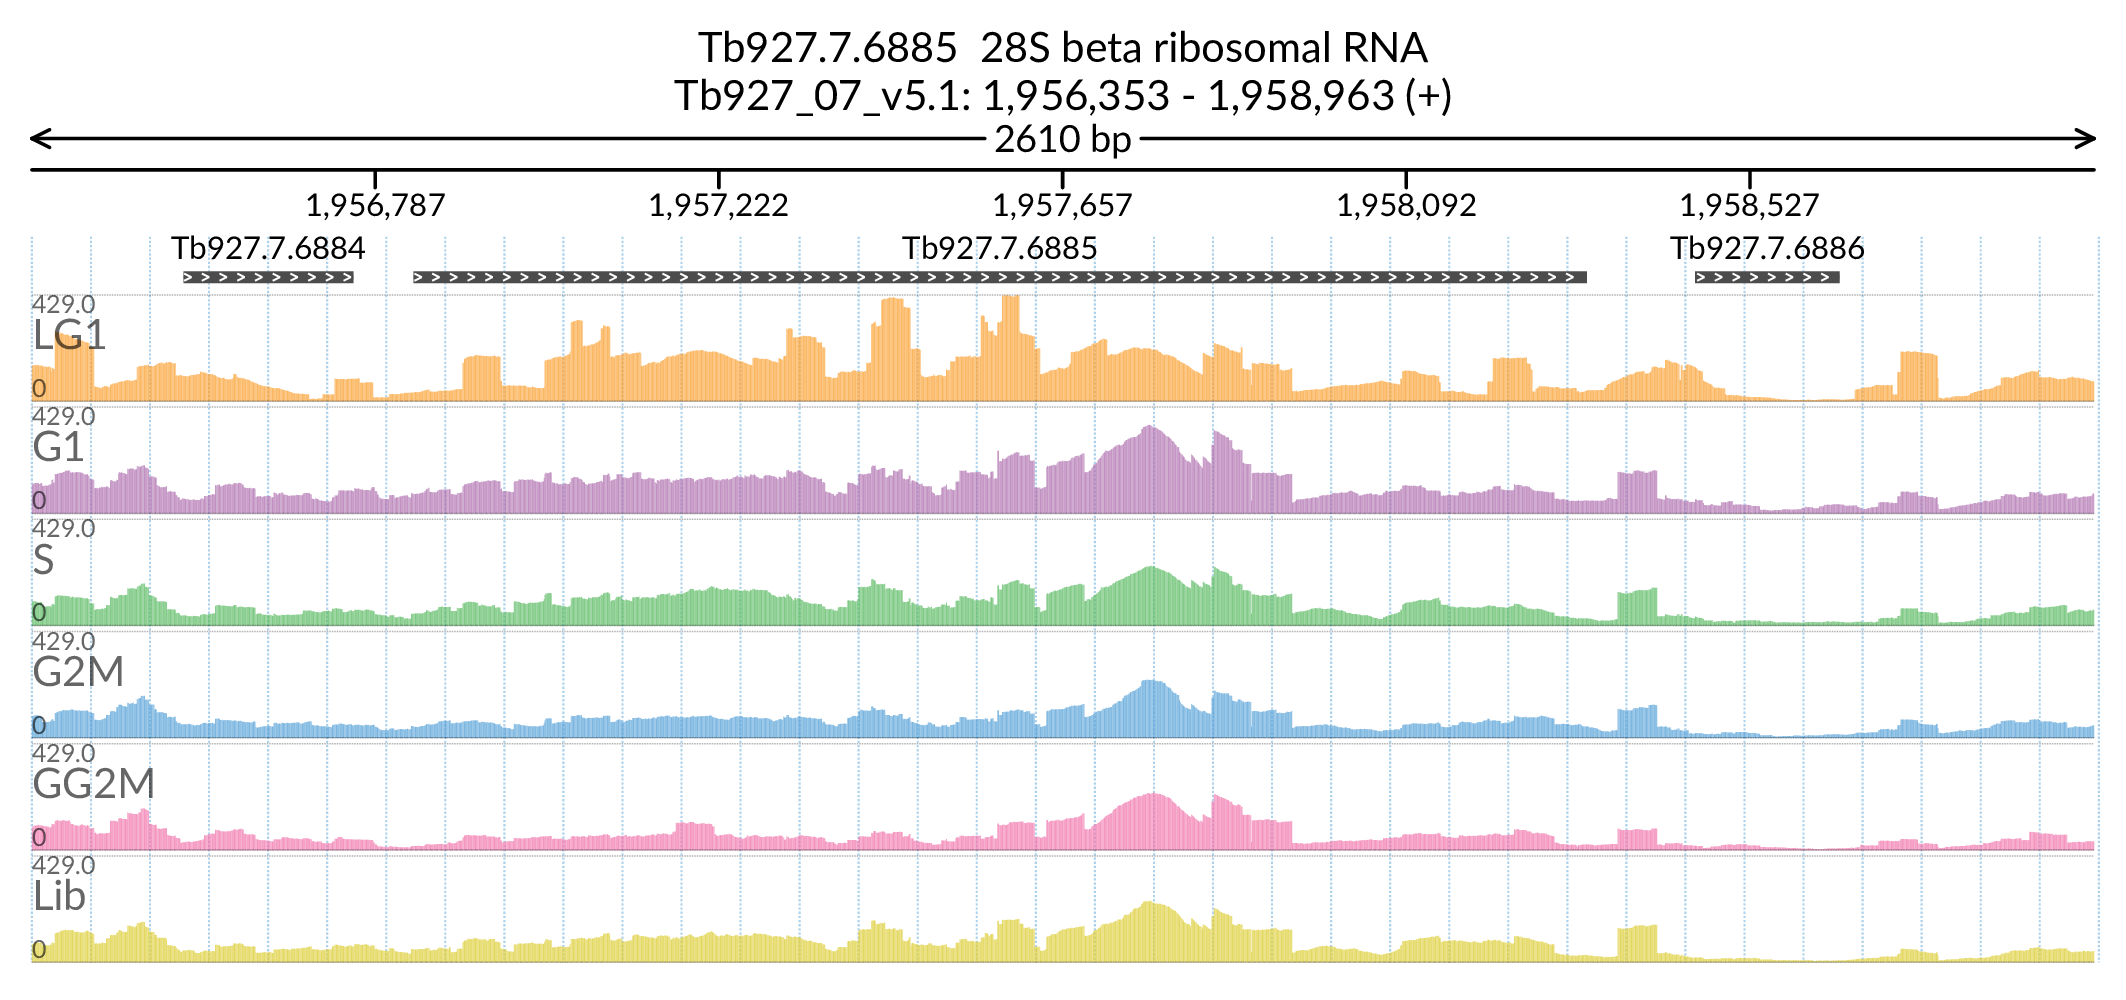 Tb927.7.6885  28S beta ribosomal RNA
Tb927_07_v5.1: 1,956,353 - 1,958,963 (+)
2610 bp
1,956,787 1,957,222 1,957,657 1,958,092 1,958,527
Tb927.7.6884 Tb927.7.6885 Tb927.7.6886
429.0
LG1
0
429.0
G1
0
429.0
S
0
429.0
G2M
0
429.0
GG2M
0
429.0
Lib
0